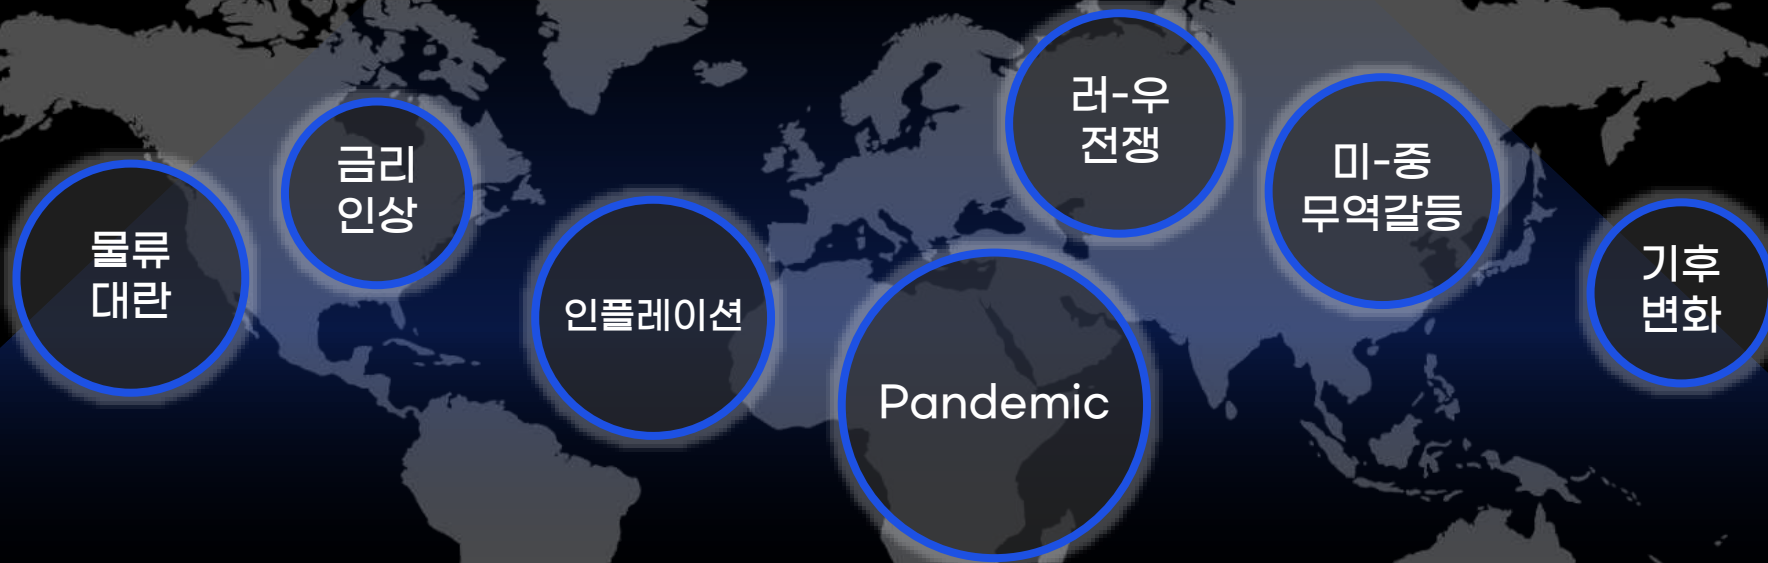 물류
대란
금리
인상
인플레이션
Pandemic
러-우
전쟁
미-중
무역갈등
기후
변화